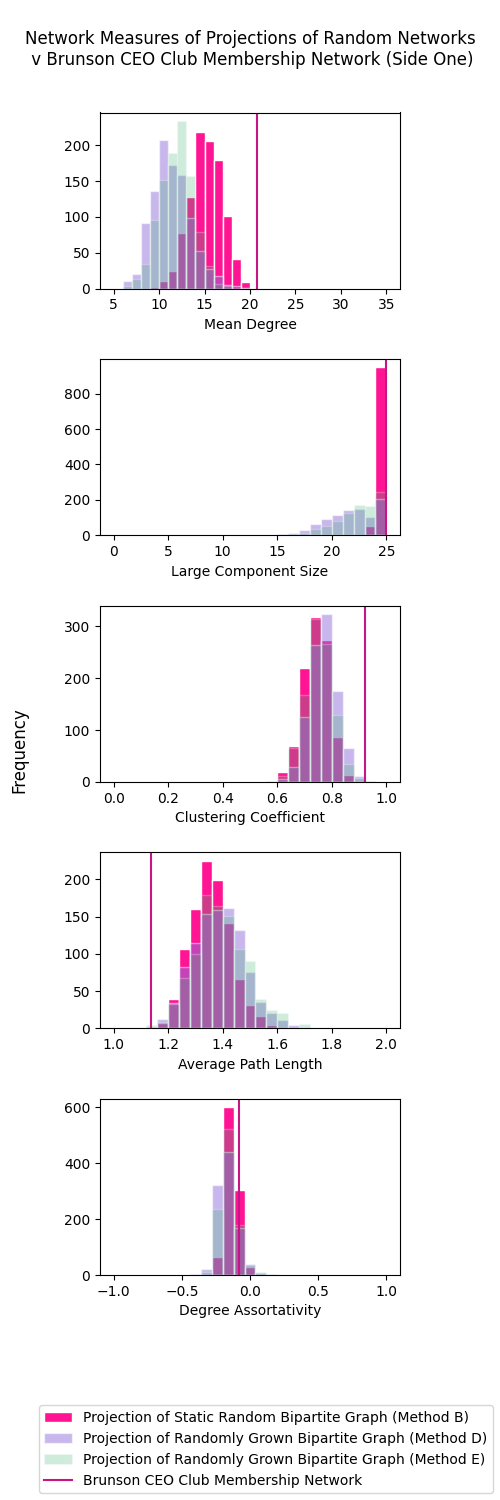 Network Measures of Projections of Random Networks
v Brunson CEO Club Membership Network (Side One)
200
150
100
50
0
5 10 15 20 25 30 35
Mean Degree
800
600
400
200
0
0 5 10 15 20 25
Large Component Size
300
200
100
0
0.0 0.2 0.4 0.6 0.8 1.0
Clustering Coefficient
Frequency
200
150
100
50
0
1.0 1.2 1.4 1.6 1.8 2.0
Average Path Length
600
400
200
0
−1.0 −0.5 0.0 0.5 1.0
Degree Assortativity
Projection of Static Random Bipartite Graph (Method B)
Projection of Randomly Grown Bipartite Graph (Method D)
Projection of Randomly Grown Bipartite Graph (Method E)
Brunson CEO Club Membership Network